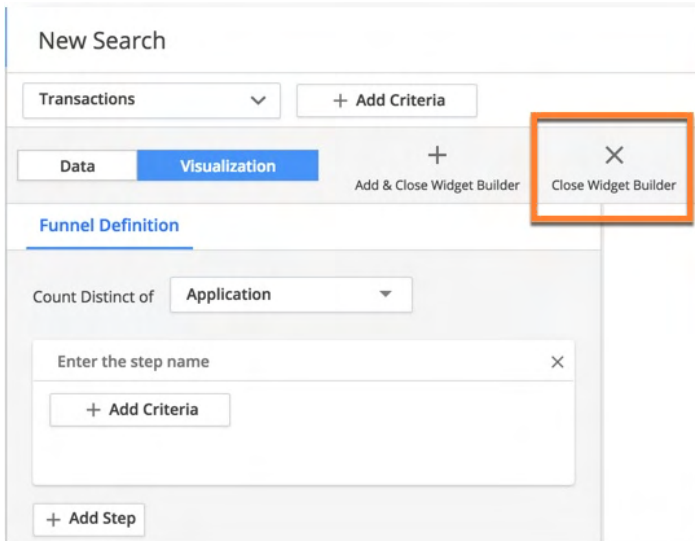 New Search
Transactions
+ Add Criteria
Data
Visualization
Add & Close Widget Builder
Close Widget Builder
Funnel Definition
Count Distinct of
Application
Enter the step name
+ Add Criteria
+ Add Step